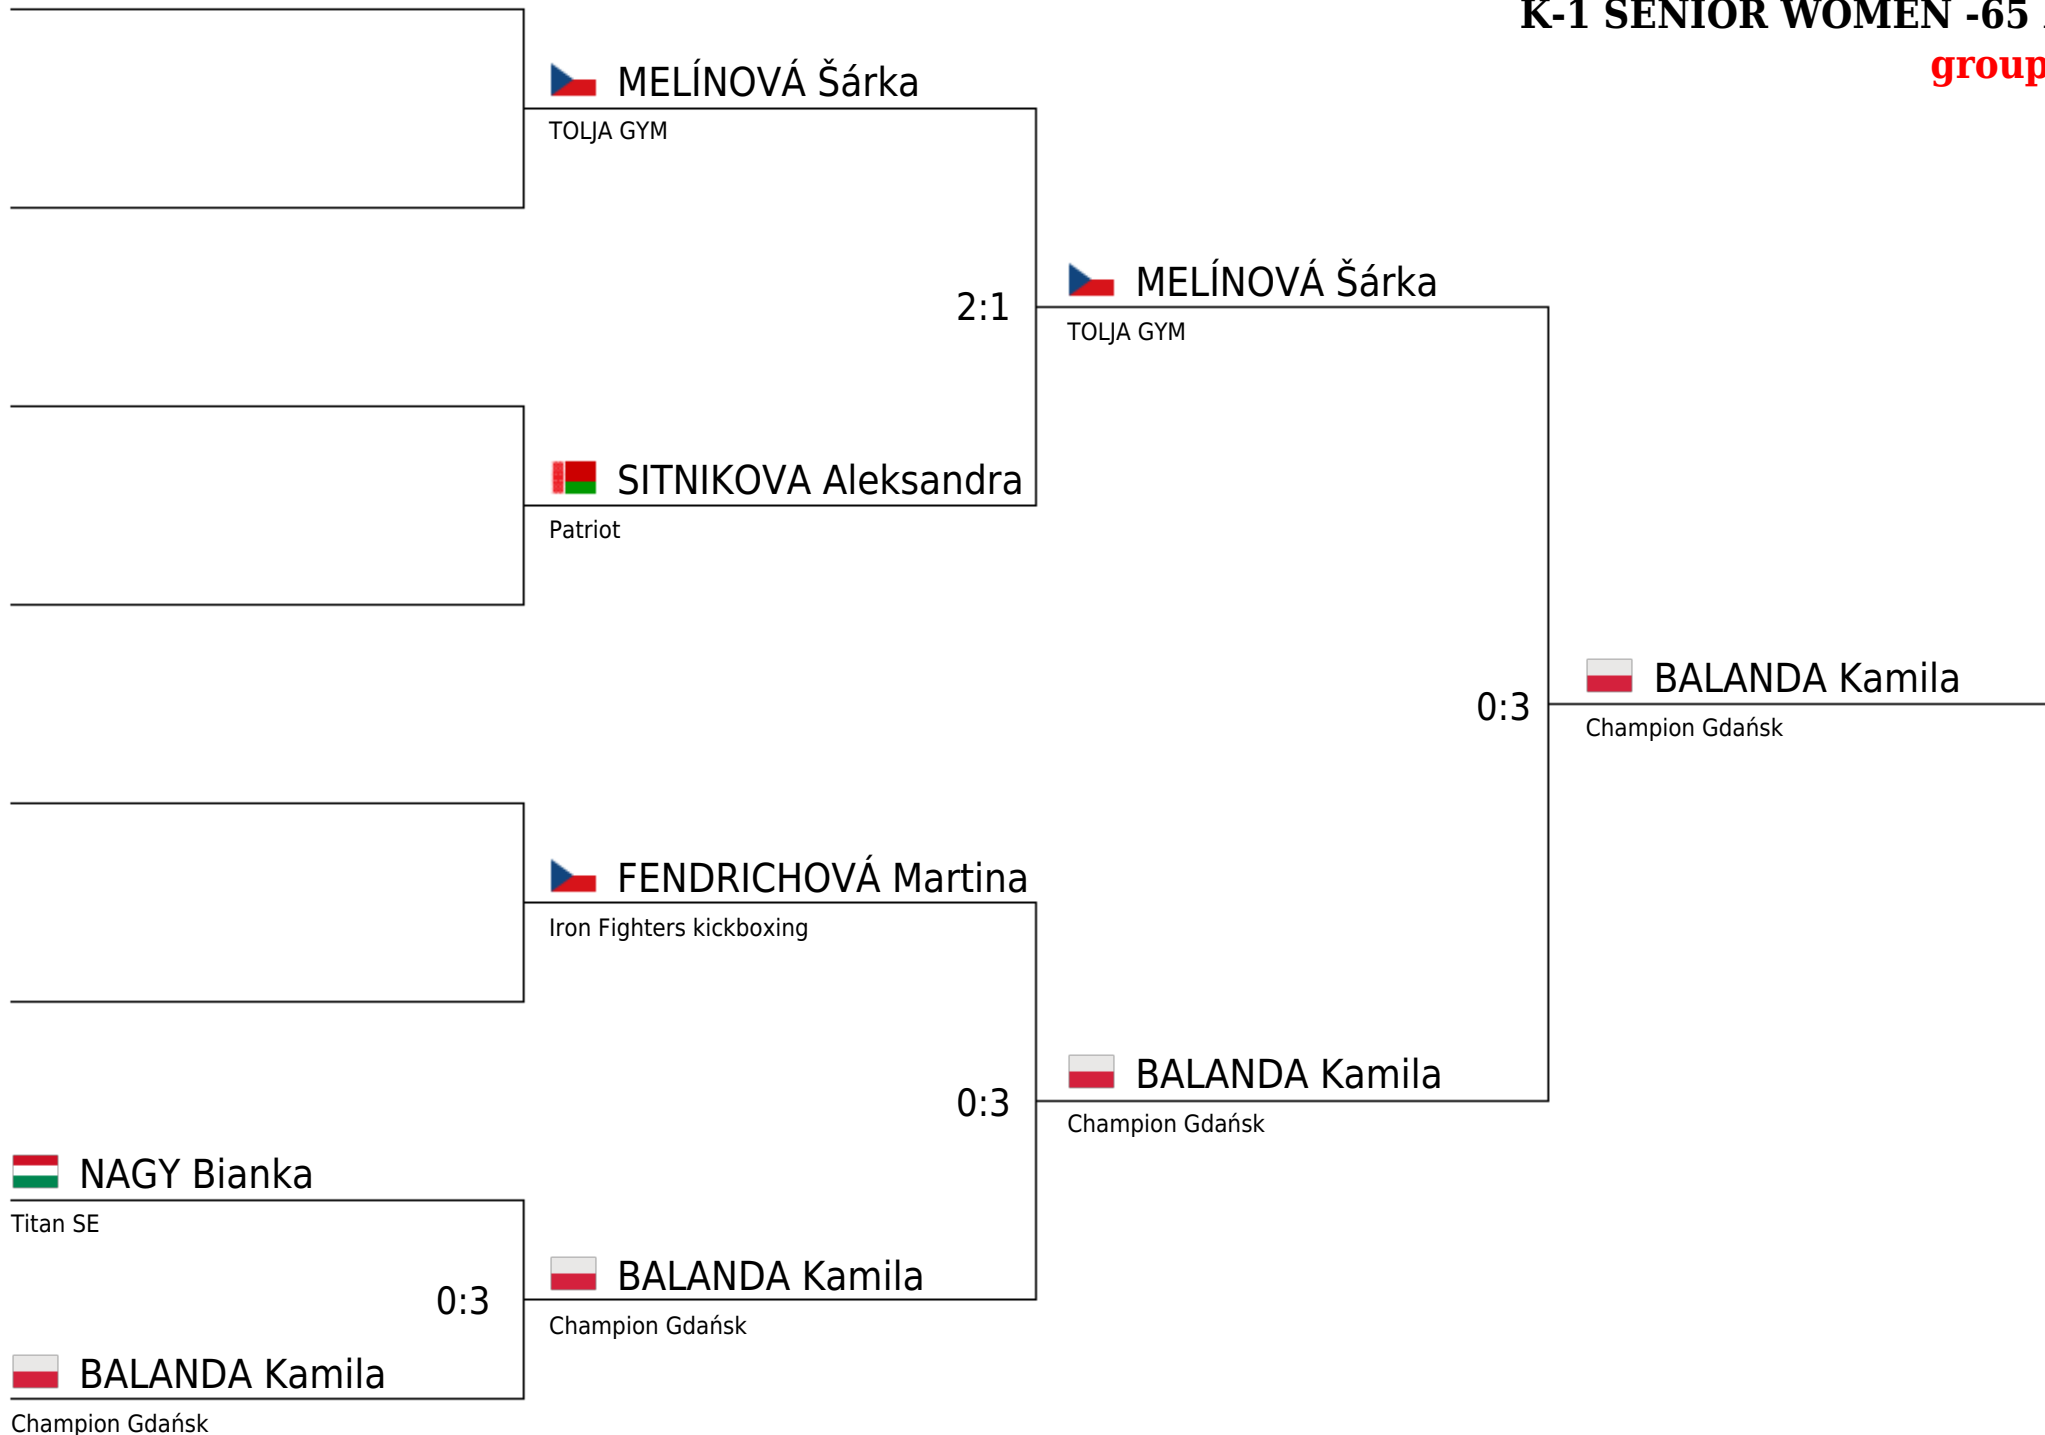 K-1 SENIOR WOMEN -65
group
MELÍNOVÁ Šárka
TOLJA GYM
2:1
MELÍNOVÁ Šárka
TOLJA GYM
SITNIKOVA Aleksandra
Patriot
0:3
BALANDA Kamila
Champion Gdańsk
FENDRICHOVÁ Martina
Iron Fighters kickboxing
0:3
BALANDA Kamila
Champion Gdańsk
NAGY Bianka
Titan SE
0:3
BALANDA Kamila
Champion Gdańsk
BALANDA Kamila
Champion Gdańsk